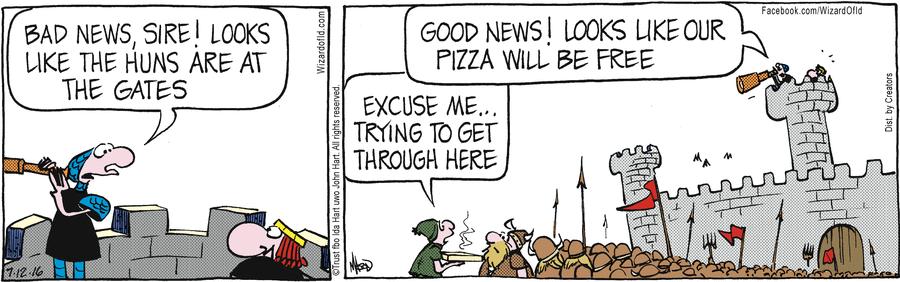 BAD NEWS, SIRE! LOOKS
LIKE THE HUNS ARE AT
THE GATES
Wizardofid.com
7-12-16
©Trust fbo Ida Hart uwo John Hart. All rights reserved.
Facebook.com/WizardOfId
GOOD NEWS! LOOKS LIKE OUR
PIZZA WILL BE FREE
EXCUSE ME...
TRYING TO GET
THROUGH HERE
Dist. by Creators